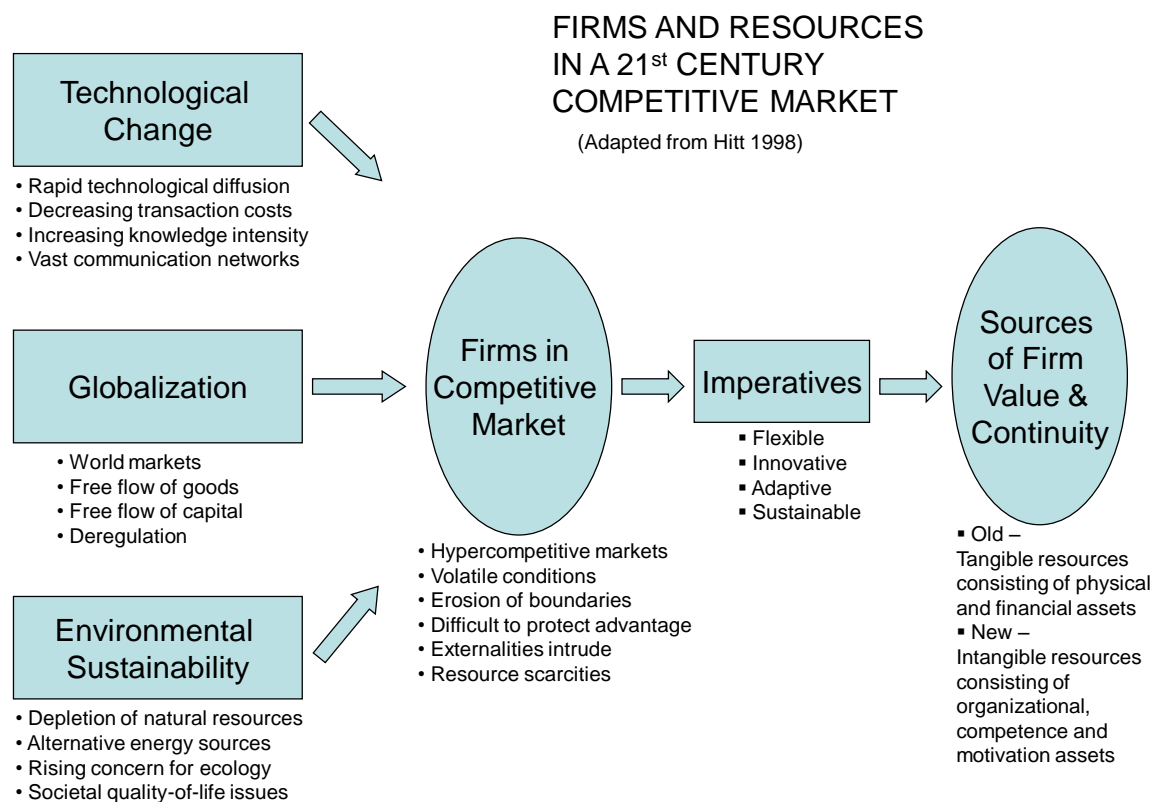 FIRMS AND RESOURCES
IN A 21st CENTURY
COMPETITIVE MARKET
(Adapted from Hitt 1998)
Technological
Change
• Rapid technological diffusion
• Decreasing transaction costs
• Increasing knowledge intensity
• Vast communication networks
Globalization
• World markets
• Free flow of goods
• Free flow of capital
• Deregulation
Environmental
Sustainability
• Depletion of natural resources
• Alternative energy sources
• Rising concern for ecology
• Societal quality-of-life issues
Firms in
Competitive
Market
• Hypercompetitive markets
• Volatile conditions
• Erosion of boundaries
• Difficult to protect advantage
• Externalities intrude
• Resource scarcities
Imperatives
▪ Flexible
▪ Innovative
▪ Adaptive
▪ Sustainable
Sources
of Firm
Value &
Continuity
▪ Old –
Tangible resources
consisting of physical
and financial assets
▪ New –
Intangible resources
consisting of
organizational,
competence and
motivation assets